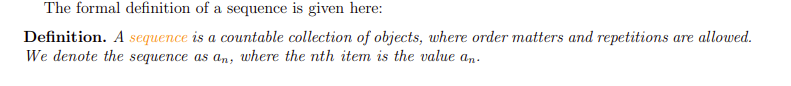 The formal definition of a sequence is given here:
Definition. A sequence is a countable collection of objects, where order matters and repetitions are allowed.
We denote the sequence as aₙ, where the nth item is the value aₙ.